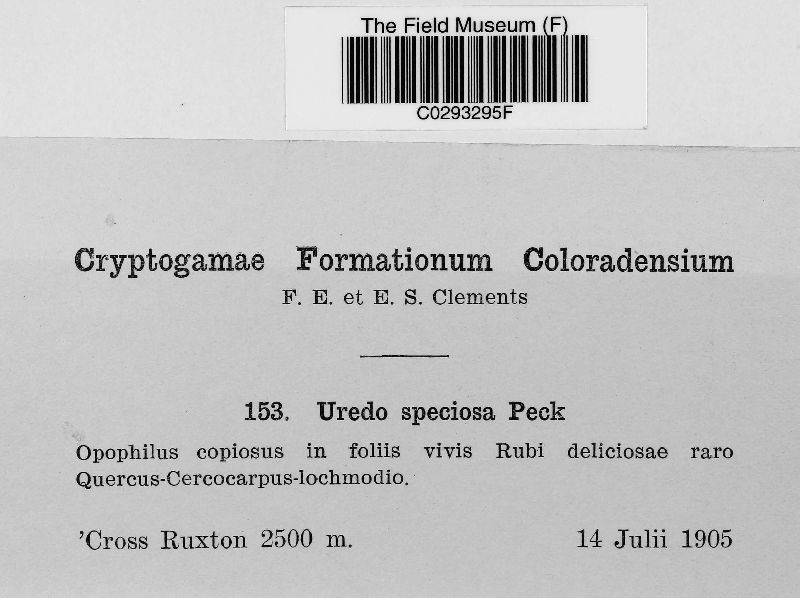 The Field Museum (F)
C0293295F
Cryptogamae Formationum Coloradensium
F. E. et E. S. Clements
153. Uredo speciosa Peck
Opophilus copiosus in foliis vivis Rubi deliciosae raro
Quercus-Cercocarpus-lochmodio.
'Cross Ruxton 2500 m.
14 Julii 1905